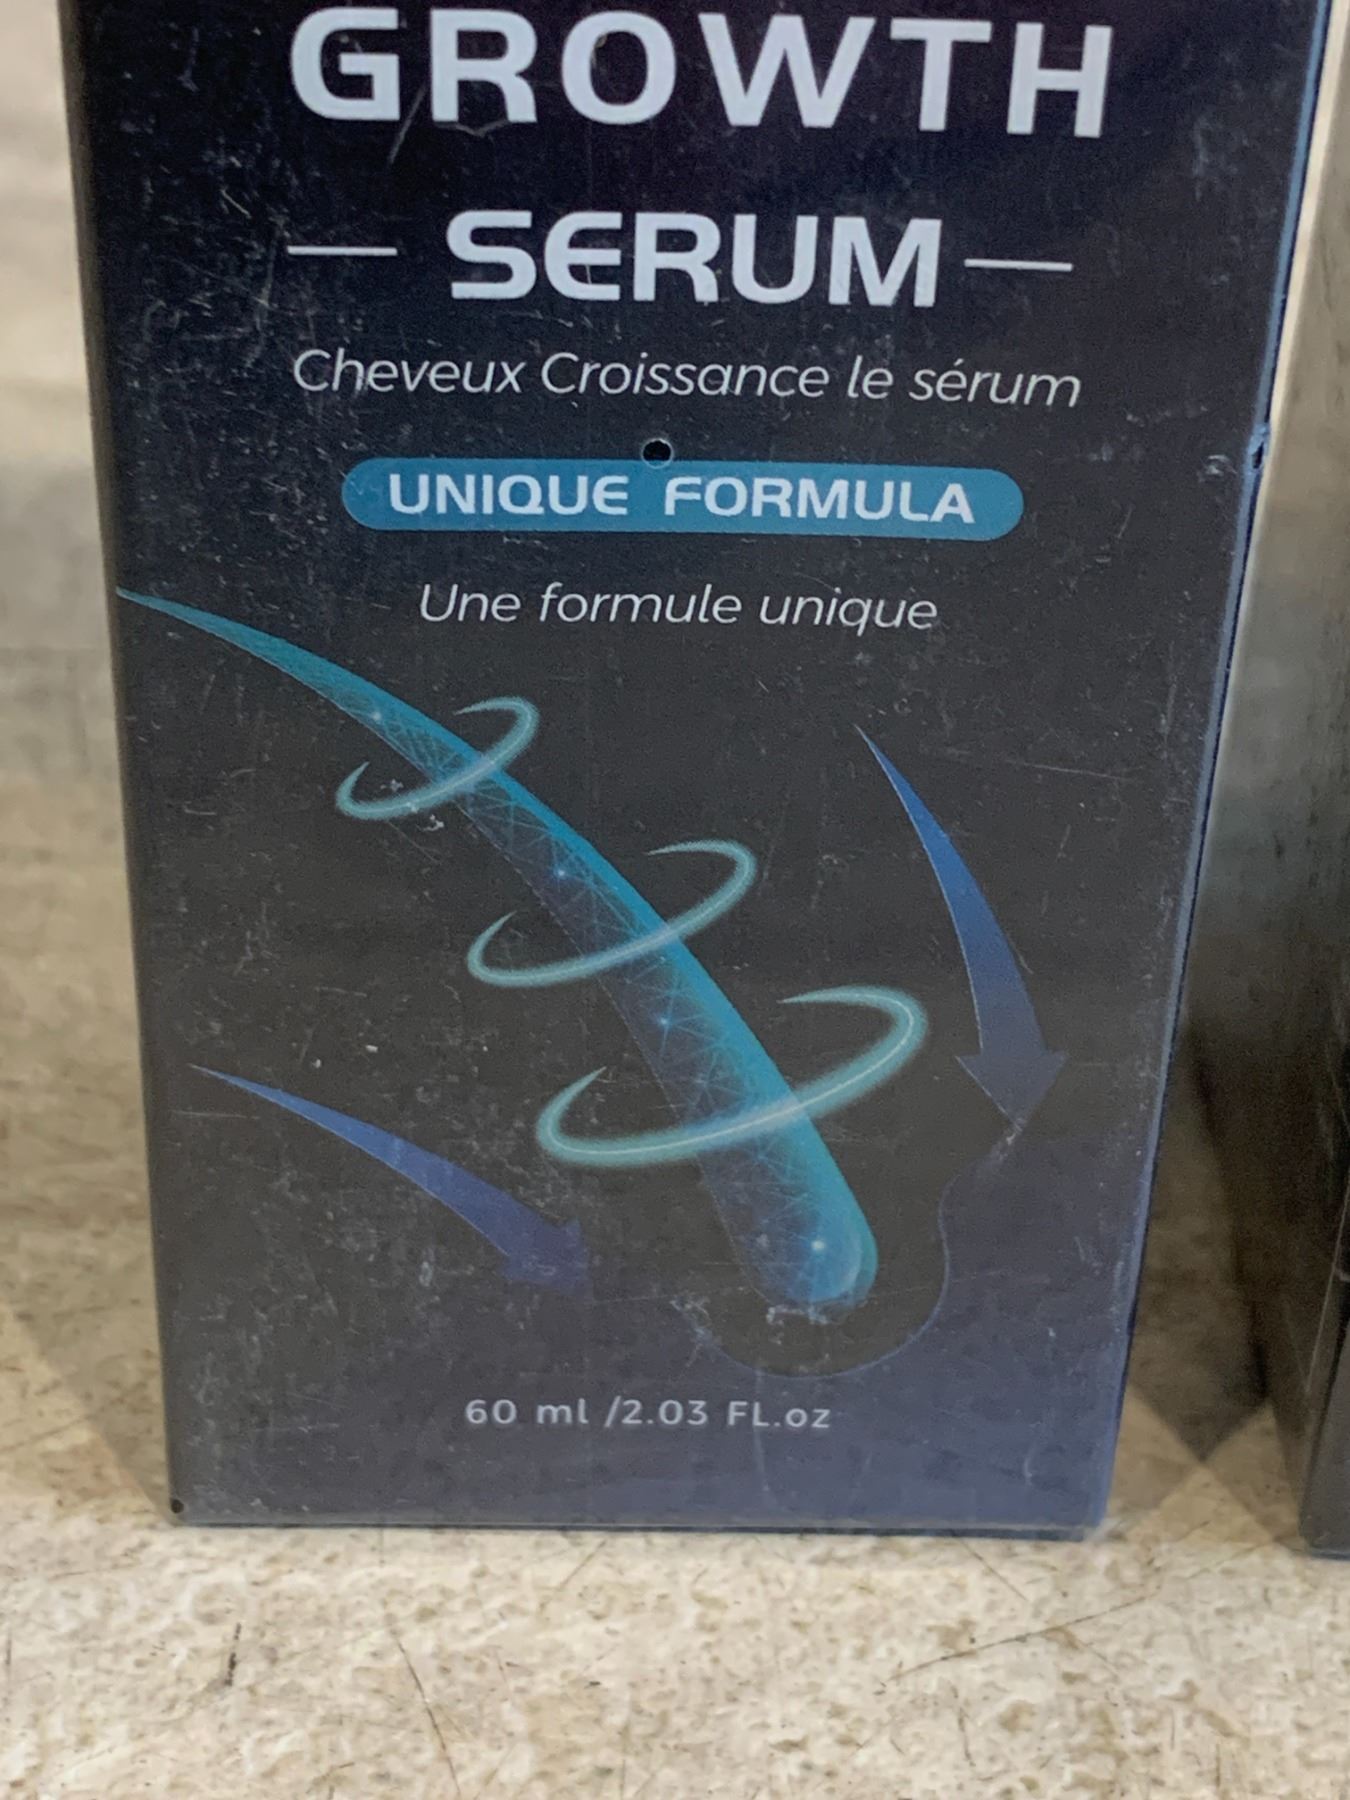 GROWTH
SERUM
Cheveux Croissance le sérum
UNIQUE FORMULA
Une formule unique
60 ml /2.03 FL.oz